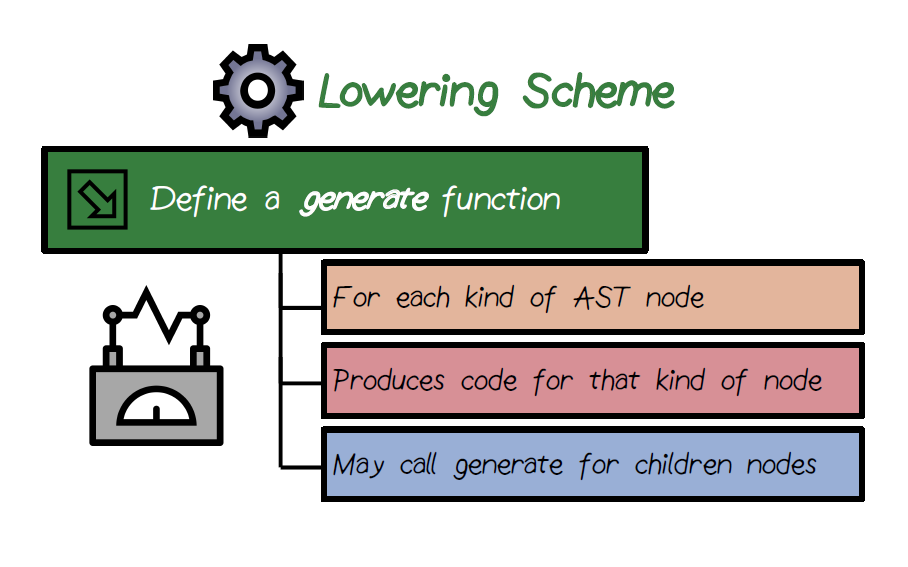 Lowering Scheme
Define a generate function
For each kind of AST node
Produces code for that kind of node
May call generate for children nodes